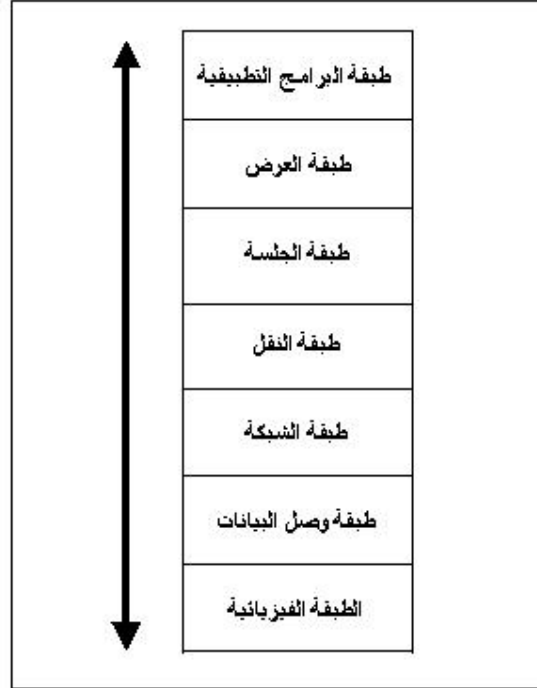 طبقة البرامج التطبيقية
طبقة العرض
طبقة الجلسة
طبقة النقل
طبقة الشبكة
طبقة وصل البيانات
الطبقة الفيزيائية